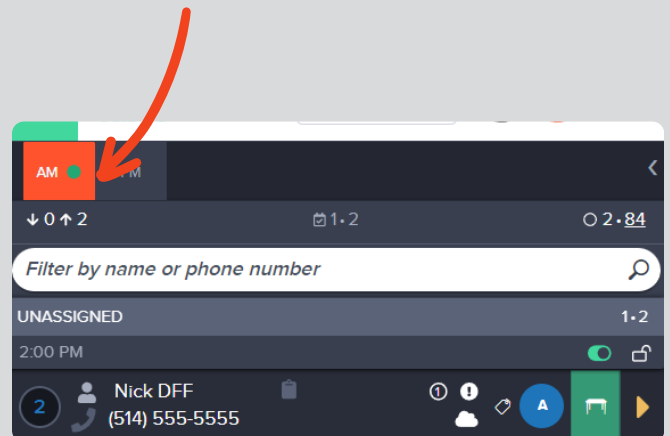 AM PM
0 2 1•2 2•84
Filter by name or phone number
UNASSIGNED 1•2
2:00 PM
2 Nick DFF 1 ! A
(514) 555-5555